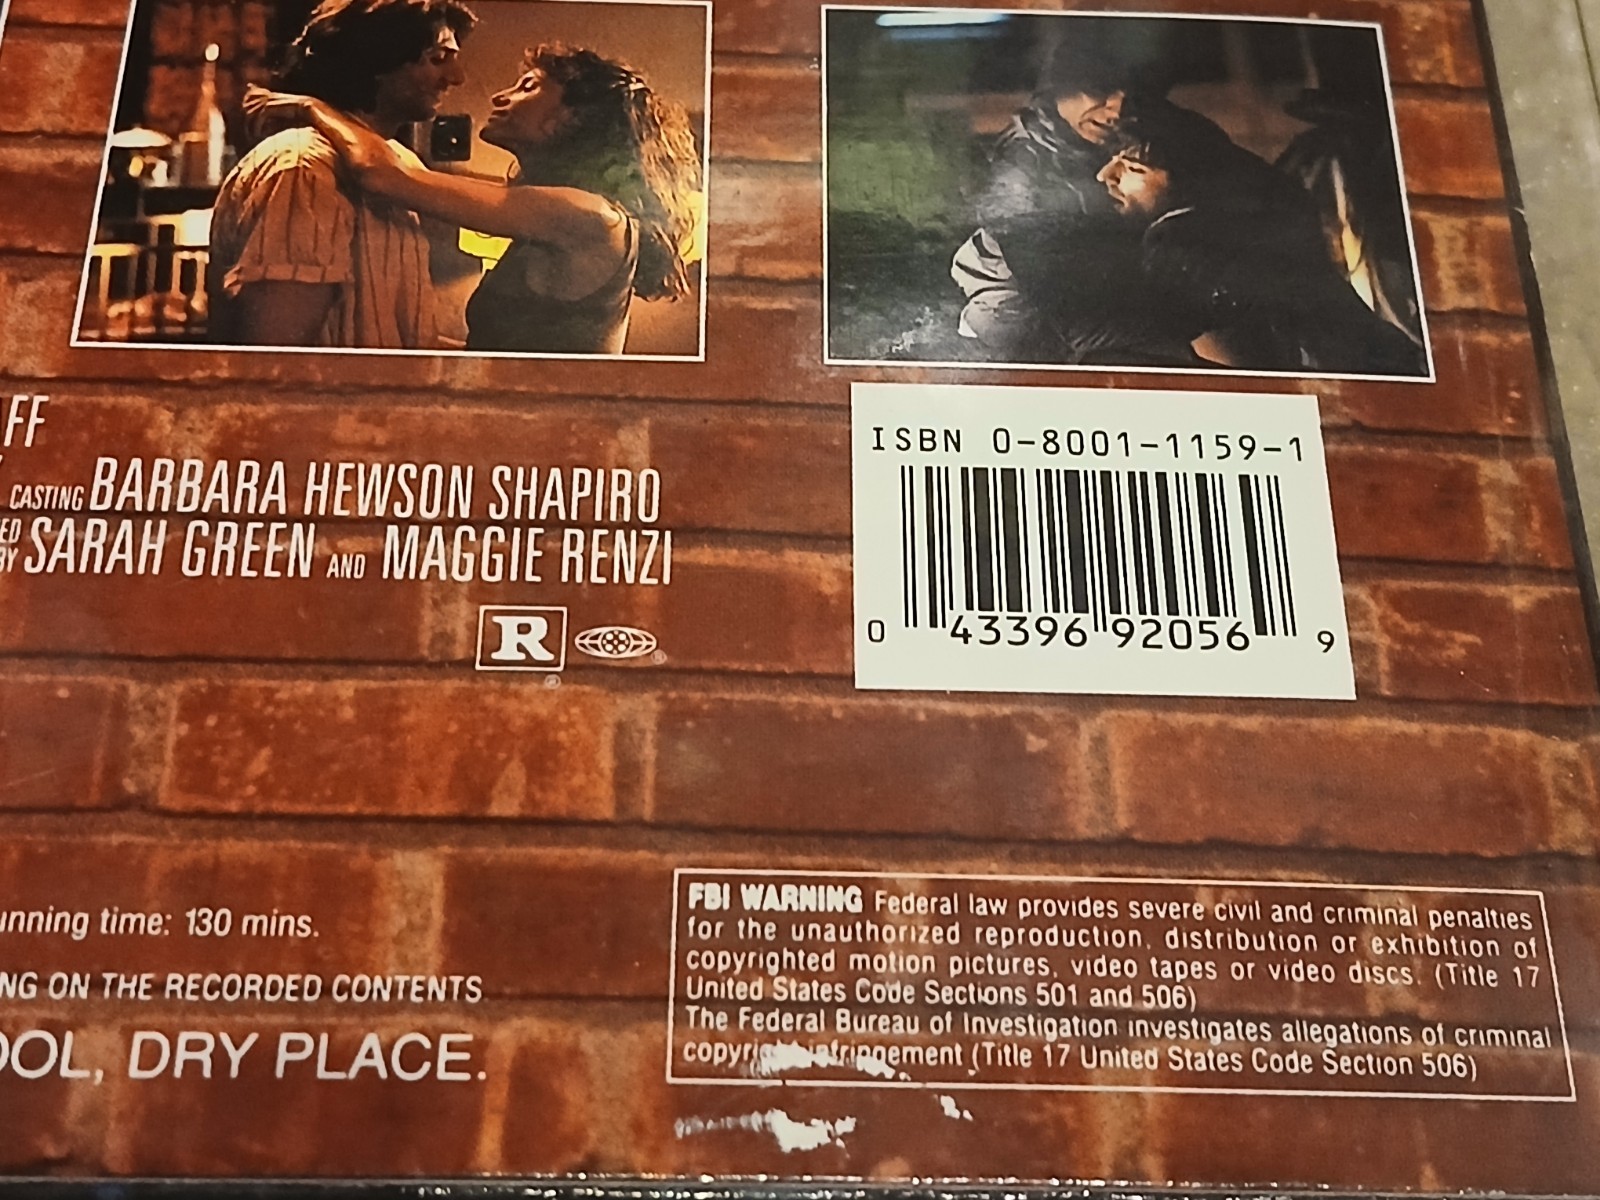 FF
CASTING BARBARA HEWSON SHAPIRO
ED BY SARAH GREEN AND MAGGIE RENZI
R
ISBN 0-8001-1159-1
0 43396 92056 9
unning time: 130 mins.
NG ON THE RECORDED CONTENTS
OOL, DRY PLACE.
FBI WARNING Federal law provides severe civil and criminal penalties
for the unauthorized reproduction, distribution or exhibition of
copyrighted motion pictures, video tapes or video discs. (Title 17
United States Code Sections 501 and 506)
The Federal Bureau of Investigation investigates allegations of criminal
copyright infringement (Title 17 United States Code Section 506)